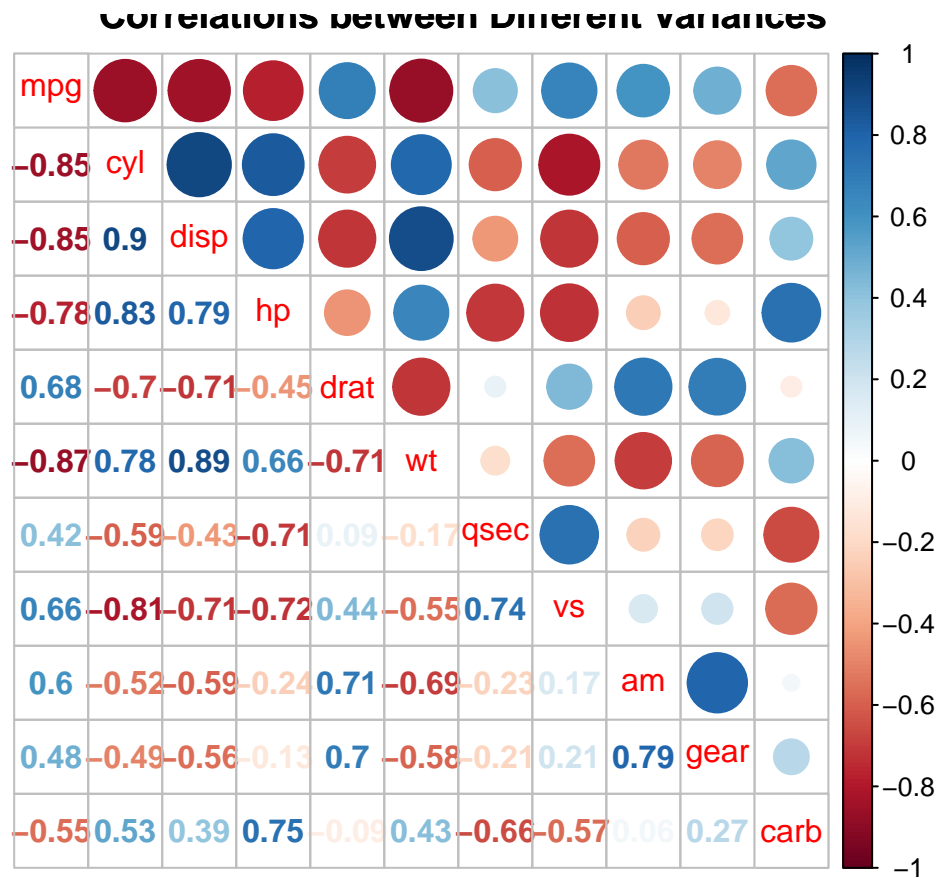 Correlations between Different Variances
mpg
−0.85 cyl
−0.85 0.9 disp
−0.78 0.83 0.79 hp
0.68 −0.7 −0.71 −0.45 drat
−0.87 0.78 0.89 0.66 −0.71 wt
0.42 −0.59 −0.43 −0.71 0.09 −0.17 qsec
0.66 −0.81 −0.71 −0.72 0.44 −0.55 0.74 vs
0.6 −0.52 −0.59 −0.24 0.71 −0.69 −0.23 0.17 am
0.48 −0.49 −0.56 −0.13 0.7 −0.58 −0.21 0.21 0.79 gear
−0.55 0.53 0.39 0.75 −0.09 0.43 −0.66 −0.57 0.06 0.27 carb
1
0.8
0.6
0.4
0.2
0
−0.2
−0.4
−0.6
−0.8
−1